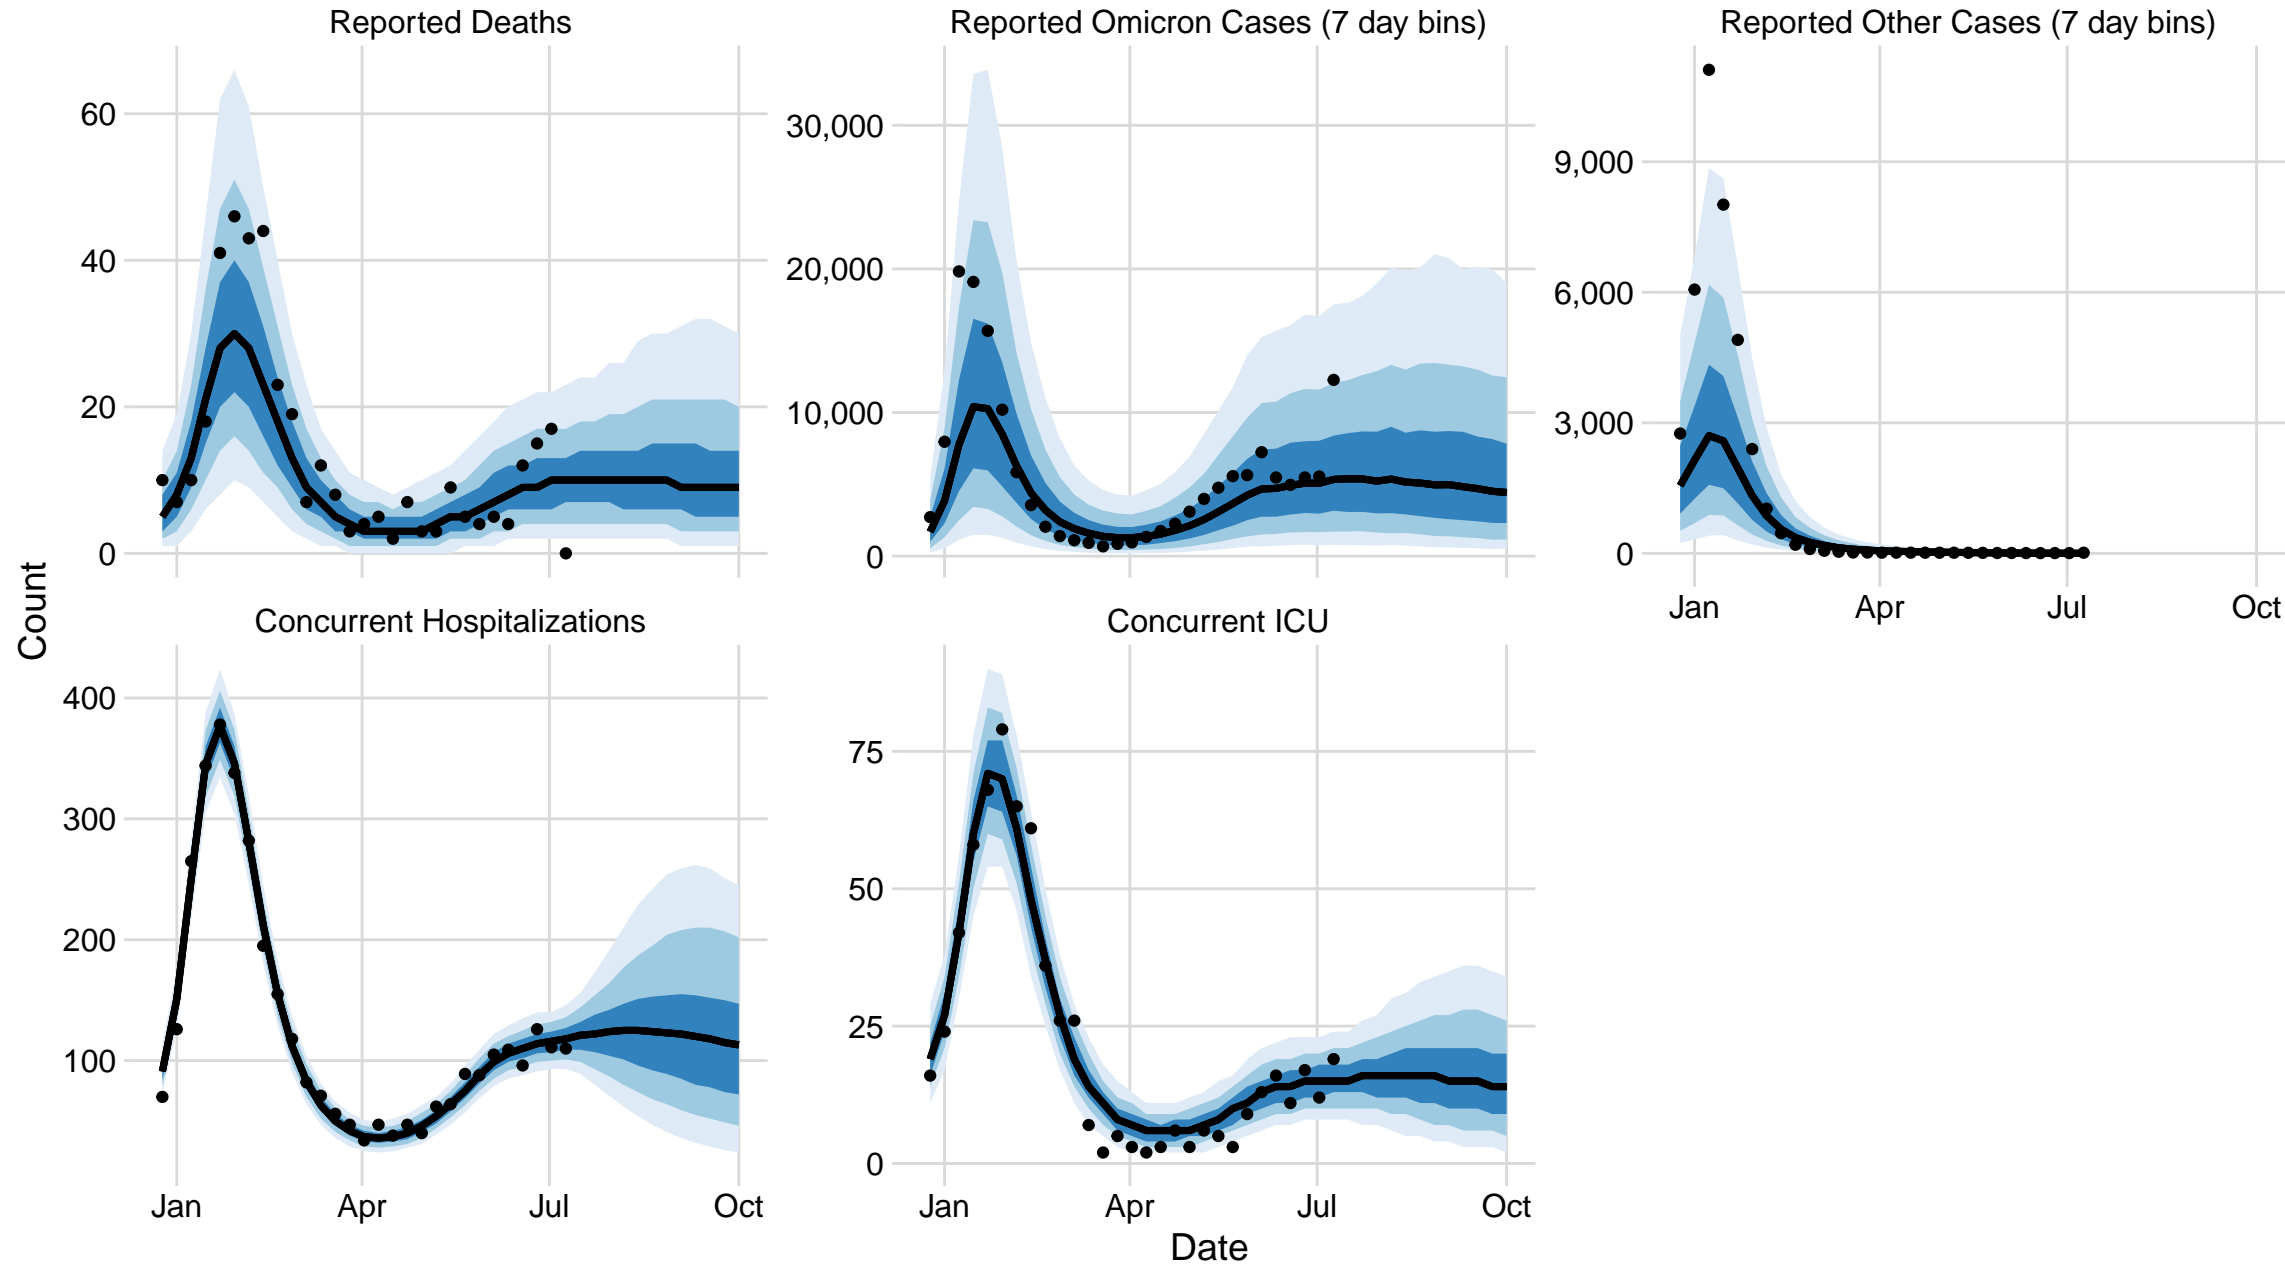 Reported Deaths
Reported Omicron Cases (7 day bins)
Reported Other Cases (7 day bins)
60
40
20
0
30,000
20,000
10,000
0
9,000
6,000
3,000
0
Jan Apr Jul Oct
Count
Concurrent Hospitalizations
Concurrent ICU
400
300
200
100
75
50
25
0
Jan Apr Jul Oct
Jan Apr Jul Oct
Date